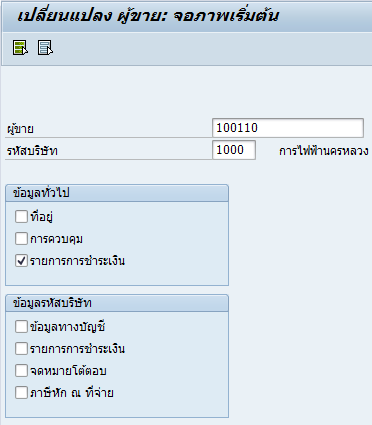 เปลี่ยนแปลง ผู้ขาย: จอภาพเริ่มต้น
ผู้ขาย 100110
รหัสบริษัท 1000 การไฟฟ้านครหลวง
ข้อมูลทั่วไป
ที่อยู่
การควบคุม
รายการการชำระเงิน
ข้อมูลรหัสบริษัท
ข้อมูลทางบัญชี
รายการการชำระเงิน
จดหมายโต้ตอบ
ภาษีหัก ณ ที่จ่าย